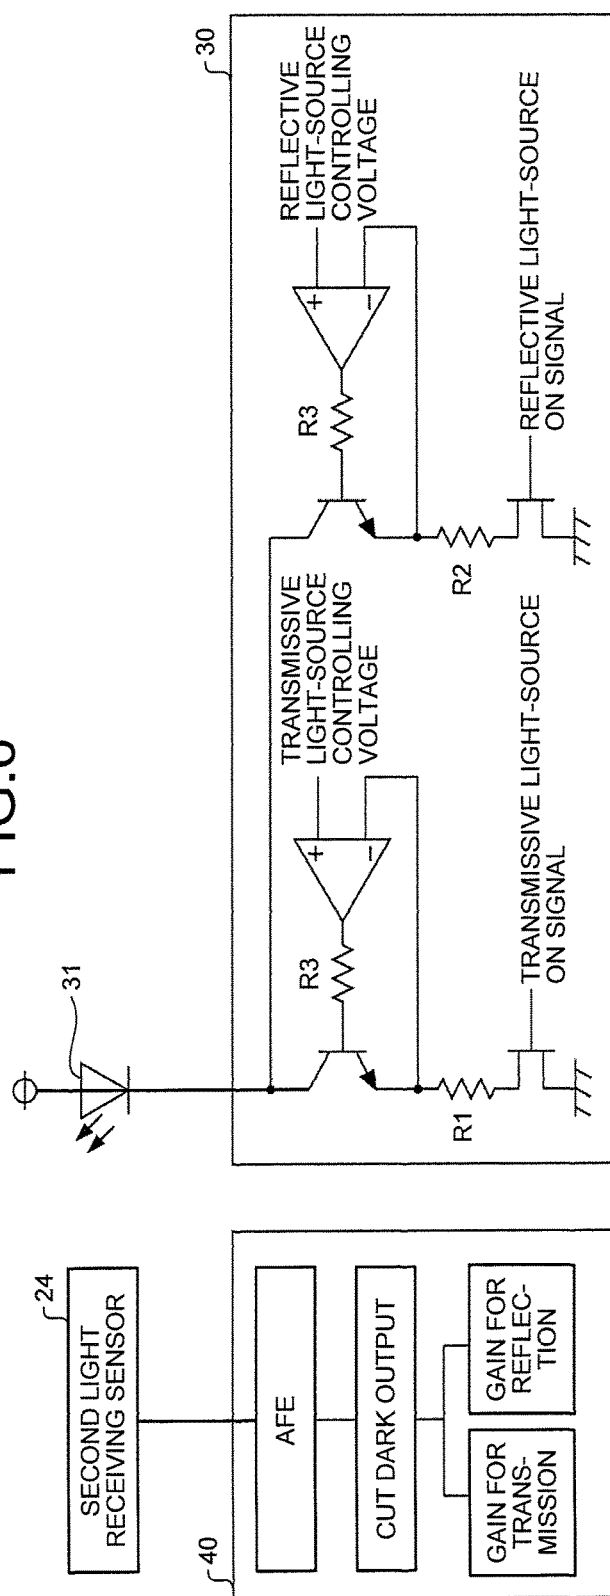 FIG.
24
SECOND LIGHT
RECEIVING SENSOR
40
AFE
CUT DARK OUTPUT
GAIN FOR
TRANS-
MISSION
GAIN FOR
REFLEC-
TION
31
30
TRANSMISSIVE
LIGHT-SOURCE
CONTROLLING
VOLTAGE
+
−
R3
R1
TRANSMISSIVE LIGHT-SOURCE
ON SIGNAL
REFLECTIVE
LIGHT-SOURCE
CONTROLLING
VOLTAGE
+
−
R3
R2
REFLECTIVE LIGHT-SOURCE
ON SIGNAL